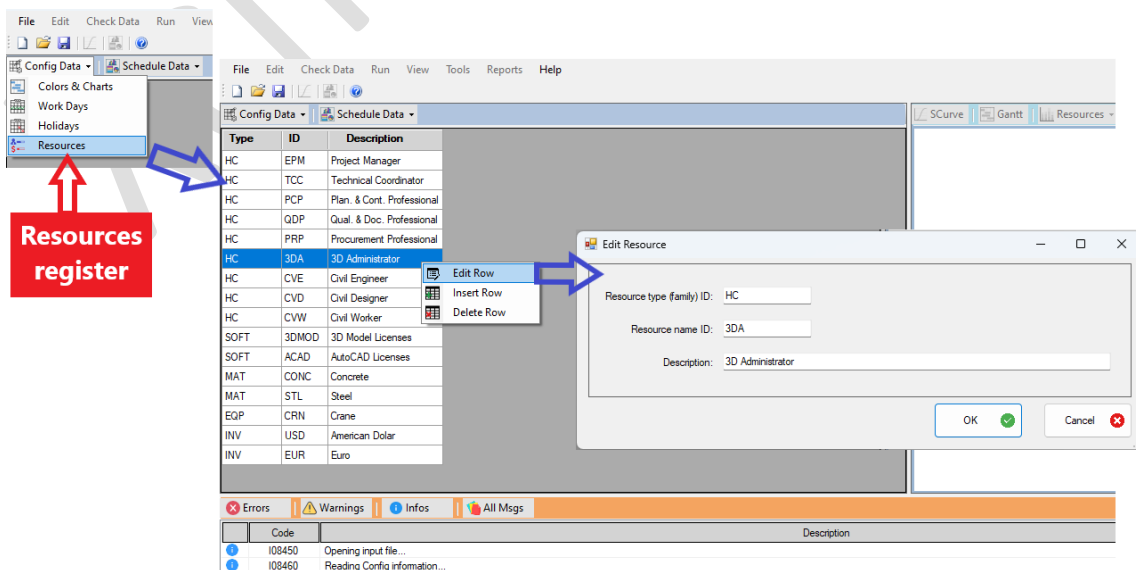 File Edit Check Data Run View
Config Data Schedule Data
Colors & Charts
Work Days
Holidays
Resources
Resources
register
File Edit Check Data Run View Tools Reports Help
Config Data Schedule Data
SCurve Gantt Resources
Type ID Description
HC EPM Project Manager
HC TCC Technical Coordinator
HC PCP Plan. & Cont. Professional
HC QDP Qual. & Doc. Professional
HC PRP Procurement Professional
HC 3DA 3D Administrator
HC CVE Civil Engineer
HC CVD Civil Designer
HC CVW Civil Worker
SOFT 3DMOD 3D Model Licenses
SOFT ACAD AutoCAD Licenses
MAT CONC Concrete
MAT STL Steel
EQP CRN Crane
INV USD American Dolar
INV EUR Euro
Edit Row
Insert Row
Delete Row
Edit Resource
Resource type (family) ID: HC
Resource name ID: 3DA
Description: 3D Administrator
OK Cancel
Errors Warnings Infos All Msgs
Code Description
I08450 Opening input file...
I08460 Reading Config information...